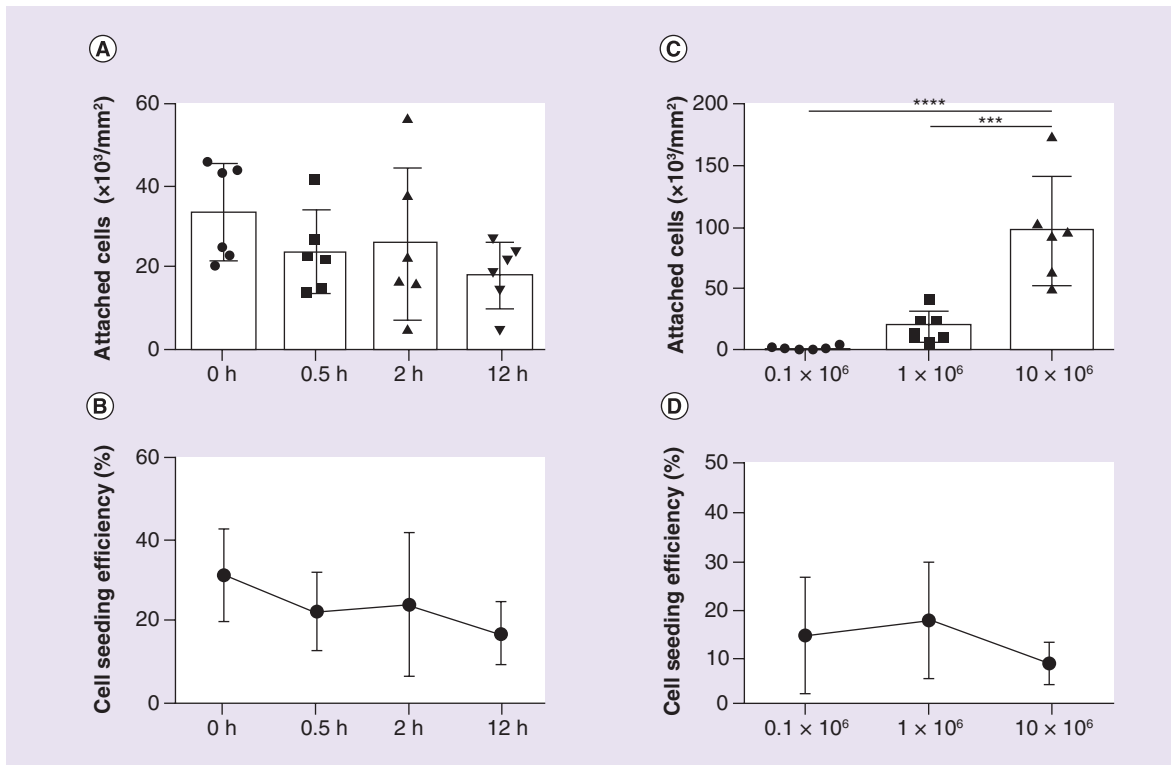 A
Attached cells (×10³/mm²)
60
40
20
0
0 h 0.5 h 2 h 12 h
B
Cell seeding efficiency (%)
60
40
20
0
0 h 0.5 h 2 h 12 h
C
Attached cells (×10³/mm²)
200
150
100
50
0
****
***
0.1 × 10⁶ 1 × 10⁶ 10 × 10⁶
D
Cell seeding efficiency (%)
50
40
30
20
10
0
0.1 × 10⁶ 1 × 10⁶ 10 × 10⁶